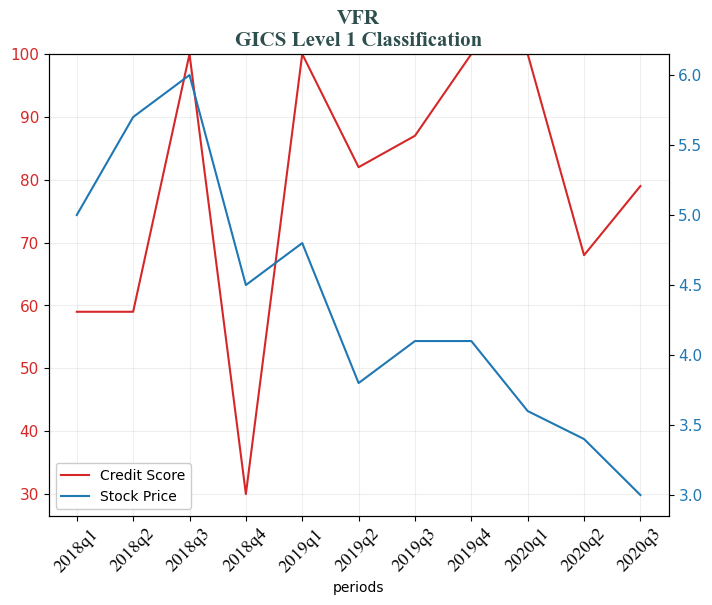 VFR
GICS Level 1 Classification
100
90
80
70
60
50
40
30
6.0
5.5
5.0
4.5
4.0
3.5
3.0
Credit Score
Stock Price
2018q1
2018q2
2018q3
2018q4
2019q1
2019q2
2019q3
2019q4
2020q1
2020q2
2020q3
periods